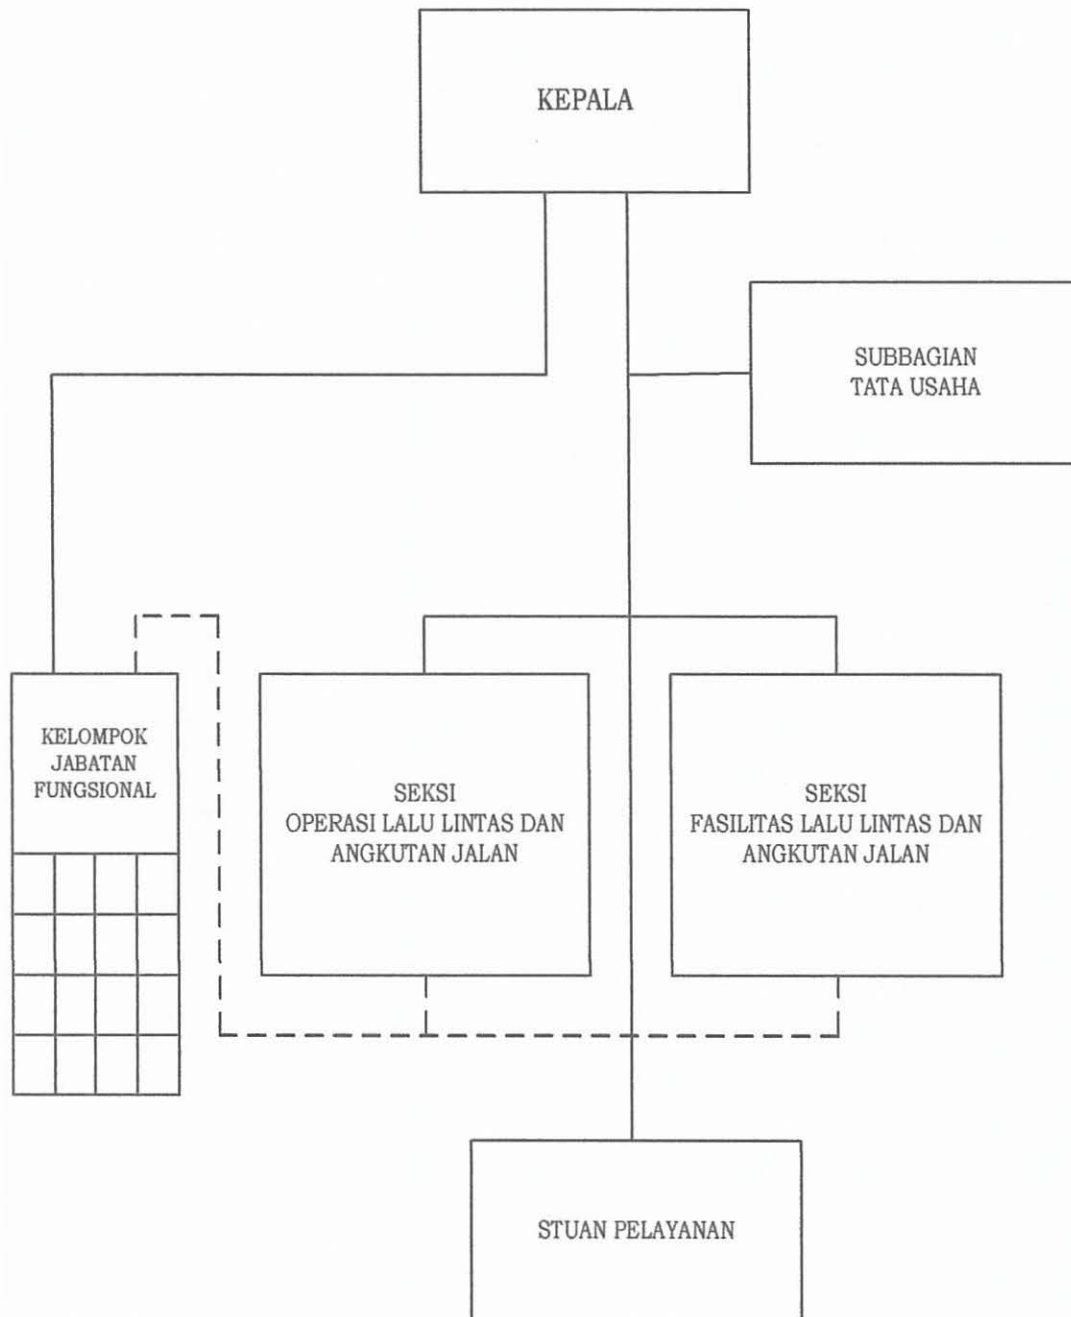 KEPALA
SUBBAGIAN
TATA USAHA
KELOMPOK
JABATAN
FUNGSIONAL
SEKSI
OPERASI LALU LINTAS DAN
ANGKUTAN JALAN
SEKSI
FASILITAS LALU LINTAS DAN
ANGKUTAN JALAN
STUAN PELAYANAN